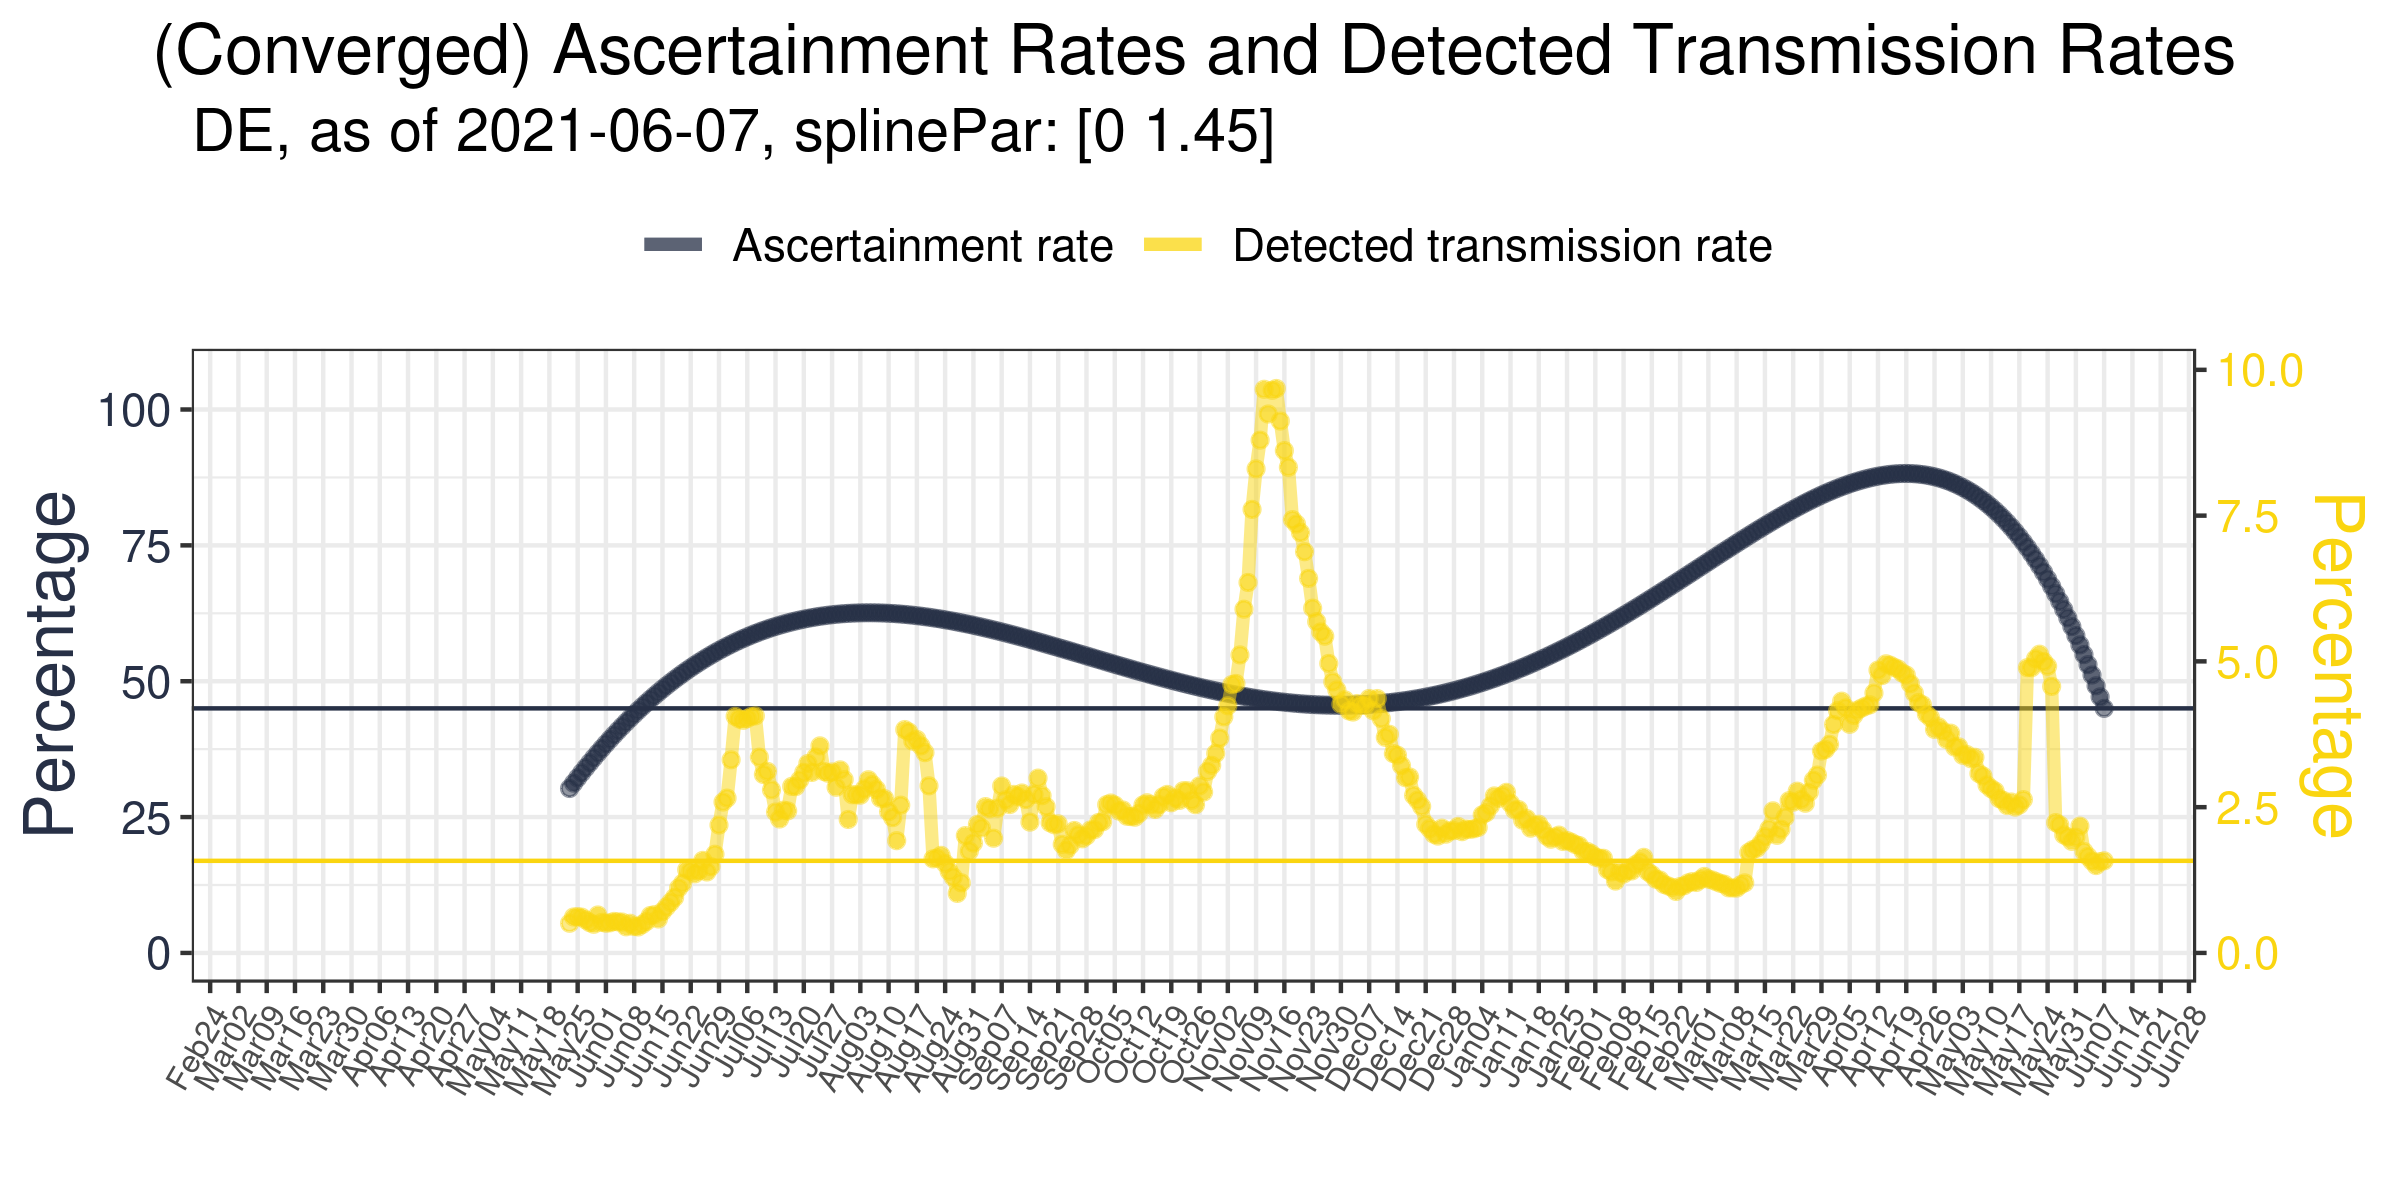 (Converged) Ascertainment Rates and Detected Transmission Rates
DE, as of 2021-06-07, splinePar: [0 1.45]
Ascertainment rate Detected transmission rate
Percentage
100
75
50
25
0
10.0
7.5
5.0
2.5
0.0
Percentage
Feb24 Mar02 Mar09 Mar16 Mar23 Mar30 Apr06 Apr13 Apr20 Apr27 May04 May11 May18 May25 Jun01 Jun08 Jun15 Jun22 Jun29 Jul06 Jul13 Jul20 Jul27 Aug03 Aug10 Aug17 Aug24 Aug31 Sep07 Sep14 Sep21 Sep28 Oct05 Oct12 Oct19 Oct26 Nov02 Nov09 Nov16 Nov23 Nov30 Dec07 Dec14 Dec21 Dec28 Jan04 Jan11 Jan18 Jan25 Feb01 Feb08 Feb15 Feb22 Mar01 Mar08 Mar15 Mar22 Mar29 Apr05 Apr12 Apr19 Apr26 May03 May10 May17 May24 May31 Jun07 Jun14 Jun21 Jun28